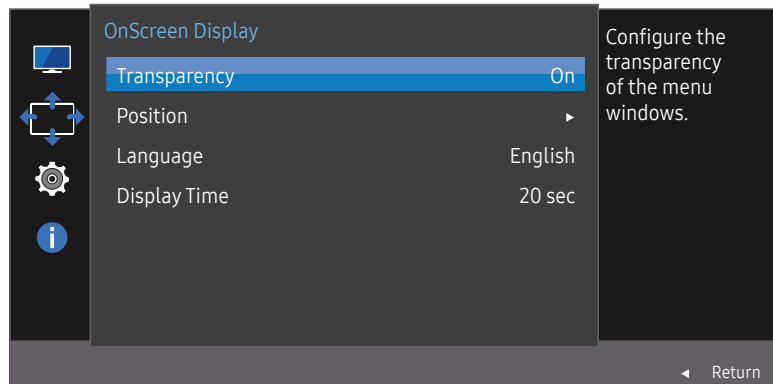 OnScreen Display
Transparency On
Position ►
Language English
Display Time 20 sec
Configure the
transparency
of the menu
windows.
◄ Return